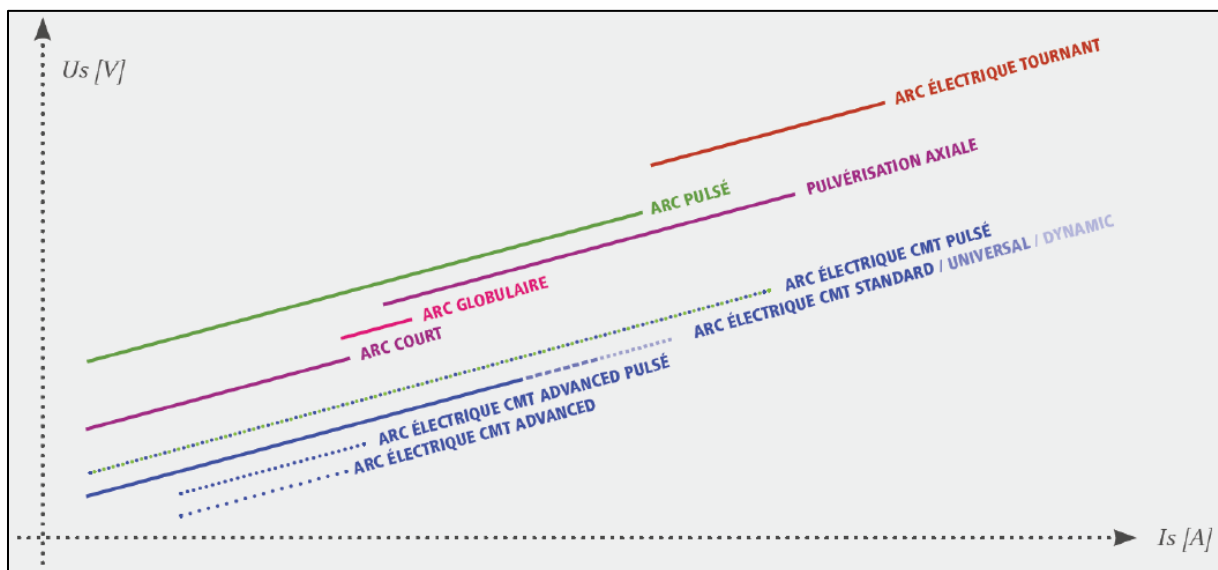 Us [V]
ARC ÉLECTRIQUE TOURNANT
PULVÉRISATION AXIALE
ARC PULSÉ
ARC ÉLECTRIQUE CMT PULSÉ
ARC ÉLECTRIQUE CMT STANDARD / UNIVERSAL / DYNAMIC
ARC GLOBULAIRE
ARC COURT
ARC ÉLECTRIQUE CMT ADVANCED PULSÉ
ARC ÉLECTRIQUE CMT ADVANCED
Is [A]